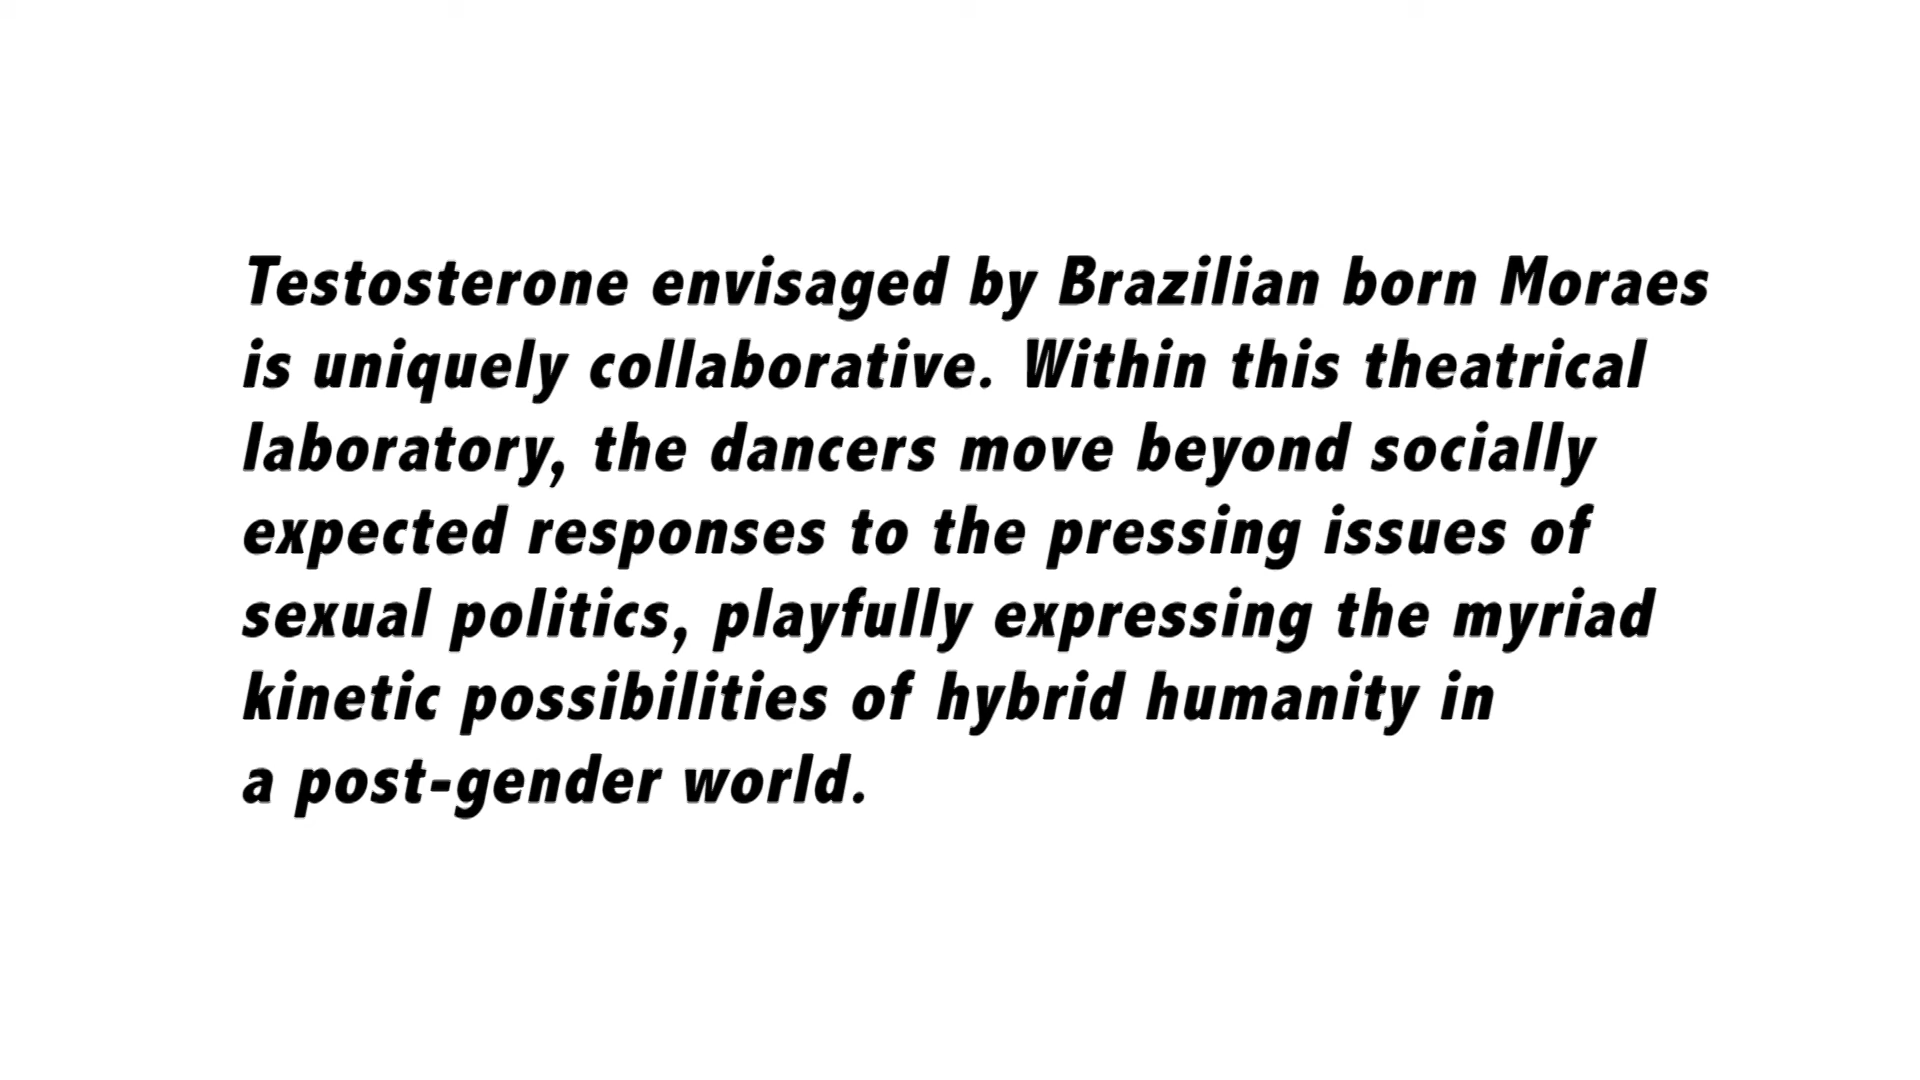 Testosterone envisaged by Brazilian born Moraes
is uniquely collaborative. Within this theatrical
laboratory, the dancers move beyond socially
expected responses to the pressing issues of
sexual politics, playfully expressing the myriad
kinetic possibilities of hybrid humanity in
a post-gender world.